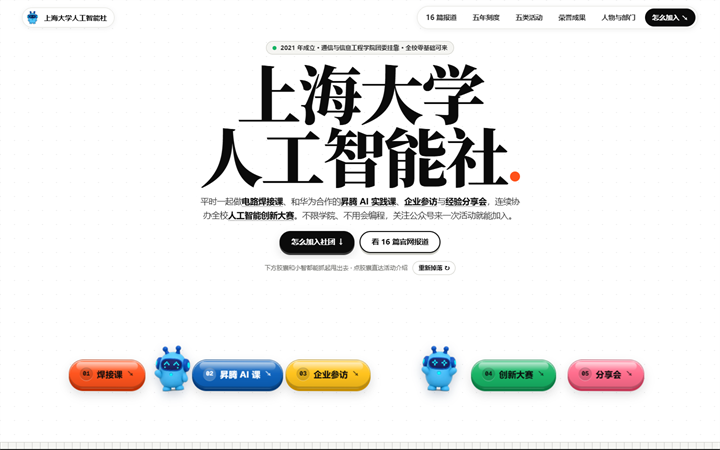 上海大学人工智能社
16 篇报道 五年刻度 五类活动 荣誉成果 人物与部门 怎么加入 ↘
2021 年成立・通信与信息工程学院团委挂靠・全校零基础可来
上海大学
人工智能社.
平时一起做电路焊接课、和华为合作的昇腾 AI 实践课、企业参访与经验分享会，连续协
办全校人工智能创新大赛。不限学院、不用会编程，关注公众号来一次活动就能加入。
怎么加入社团 ↓ 看 16 篇官网报道
下方胶囊和小智都能抓起甩出去・点胶囊直达活动介绍 重新掉落 ↻
01 焊接课 ↘ 02 昇腾 AI 课 ↘ 03 企业参访 ↘ 04 创新大赛 ↘ 05 分享会 ↘